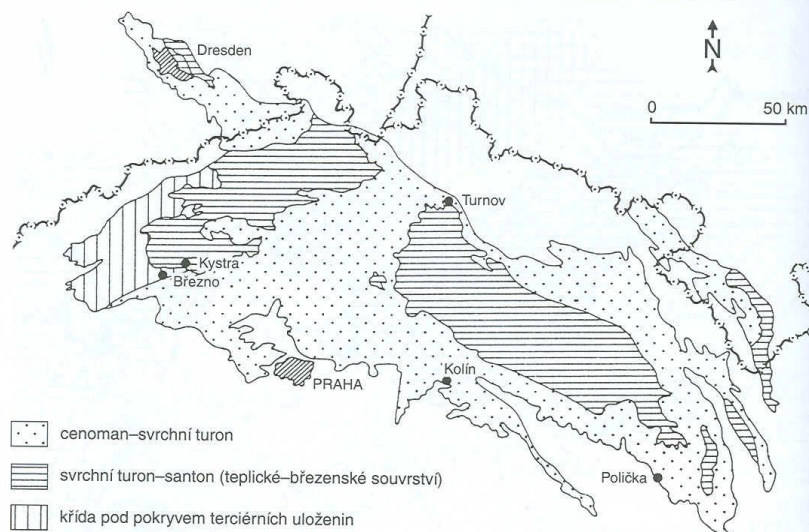 Dresden
N
0 50 km
Turnov
Kystra
Březno
Kolín
PRAHA
cenoman–svrchní turon
svrchní turon–santon (teplické–březenské souvrství)
Polička
křída pod pokryvem terciérních uloženin